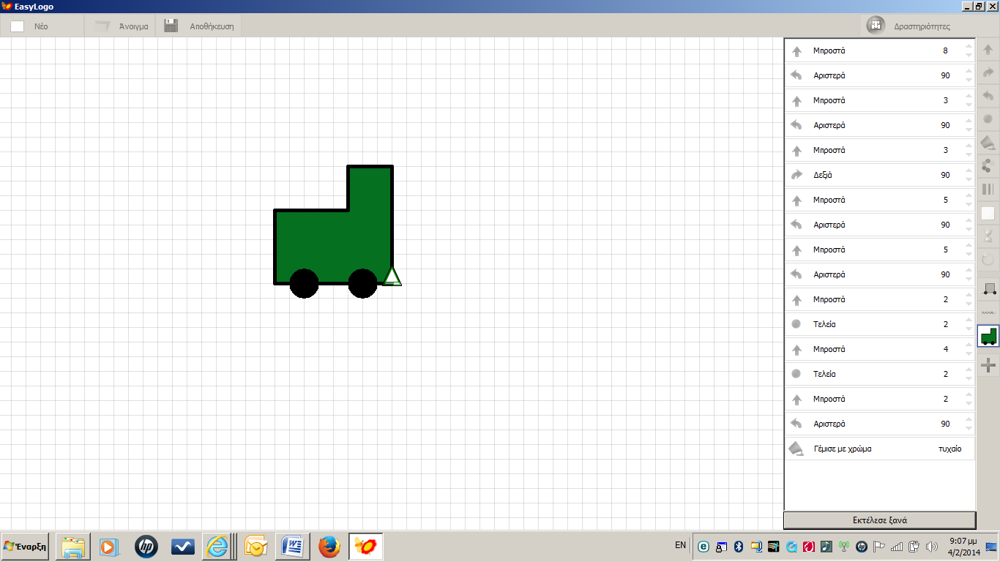 EasyLogo
Νέο
Άνοιγμα
Αποθήκευση
Δραστηριότητες
Μπροστά 8
Αριστερά 90
Μπροστά 3
Αριστερά 90
Μπροστά 3
Δεξιά 90
Μπροστά 5
Αριστερά 90
Μπροστά 5
Αριστερά 90
Μπροστά 2
Τελεία 2
Μπροστά 4
Τελεία 2
Μπροστά 2
Αριστερά 90
Γέμισε με χρώμα τυχαίο
Εκτέλεσε ξανά
Έναρξη
hp
EN
9:07 μμ
4/2/2014